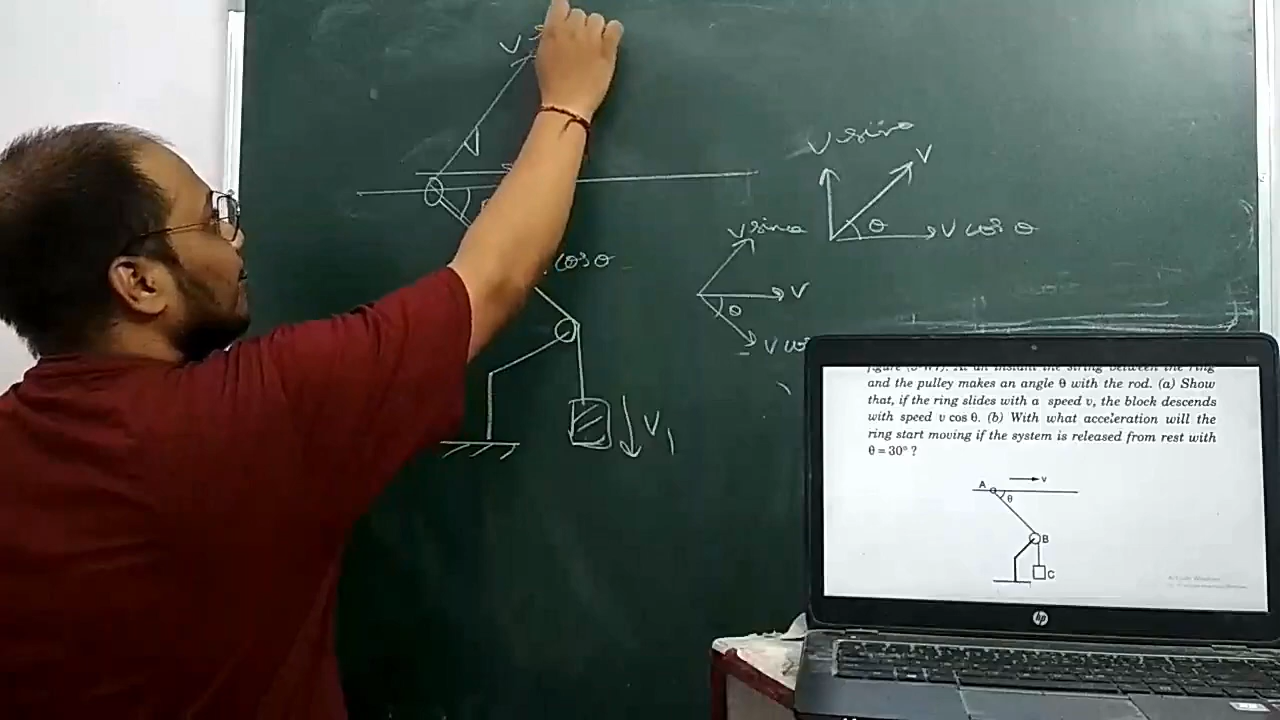 V
V sinθ
V
θ
V cos θ
V sinθ
V
θ
V
cos θ
V₁
and the pulley makes an angle θ with the rod. (a) Show
that, if the ring slides with a speed v, the block descends
with speed v cos θ. (b) With what acceleration will the
ring start moving if the system is released from rest with
θ = 30° ?
A
v
θ
B
C
hp